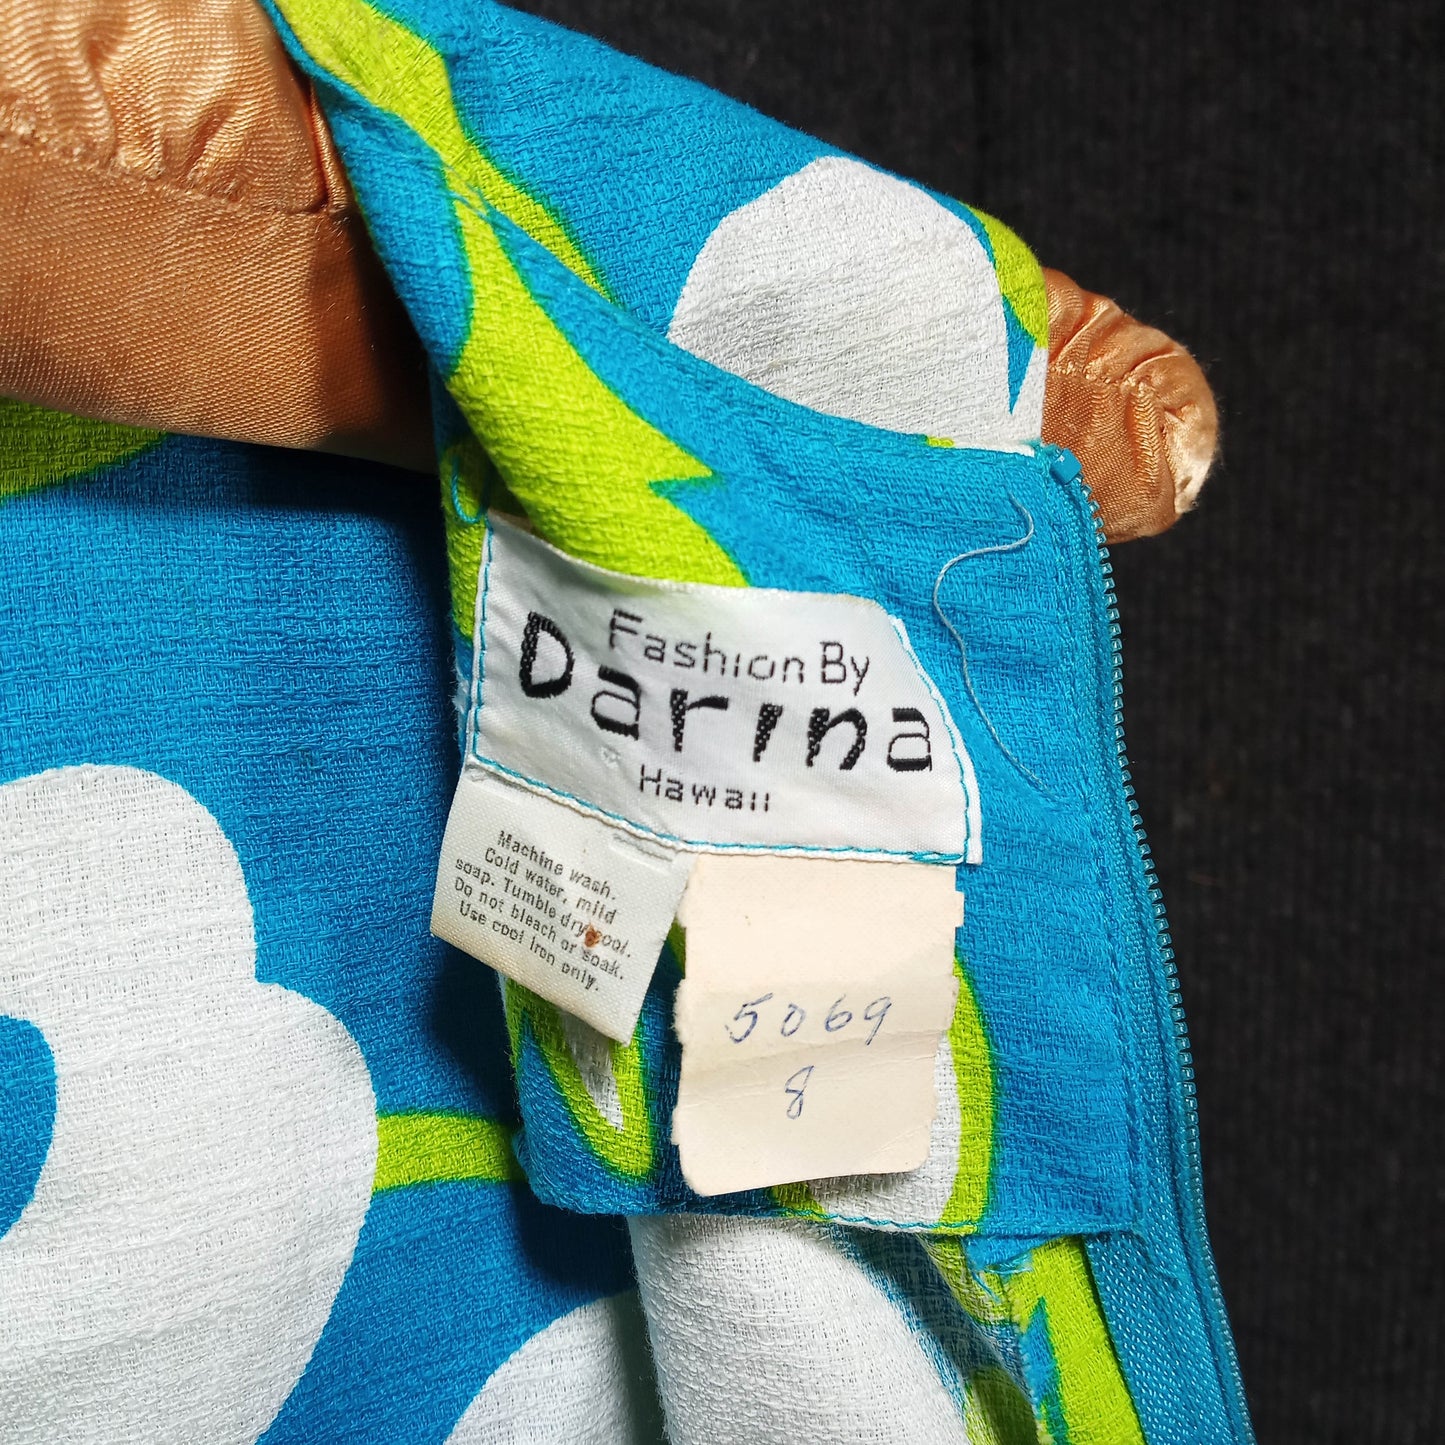 Fashion By
Darina
Hawaii
Machine wash.
Cold water, mild
soap. Tumble dry cool.
Do not bleach or soak.
Use cool iron only.
5069
8